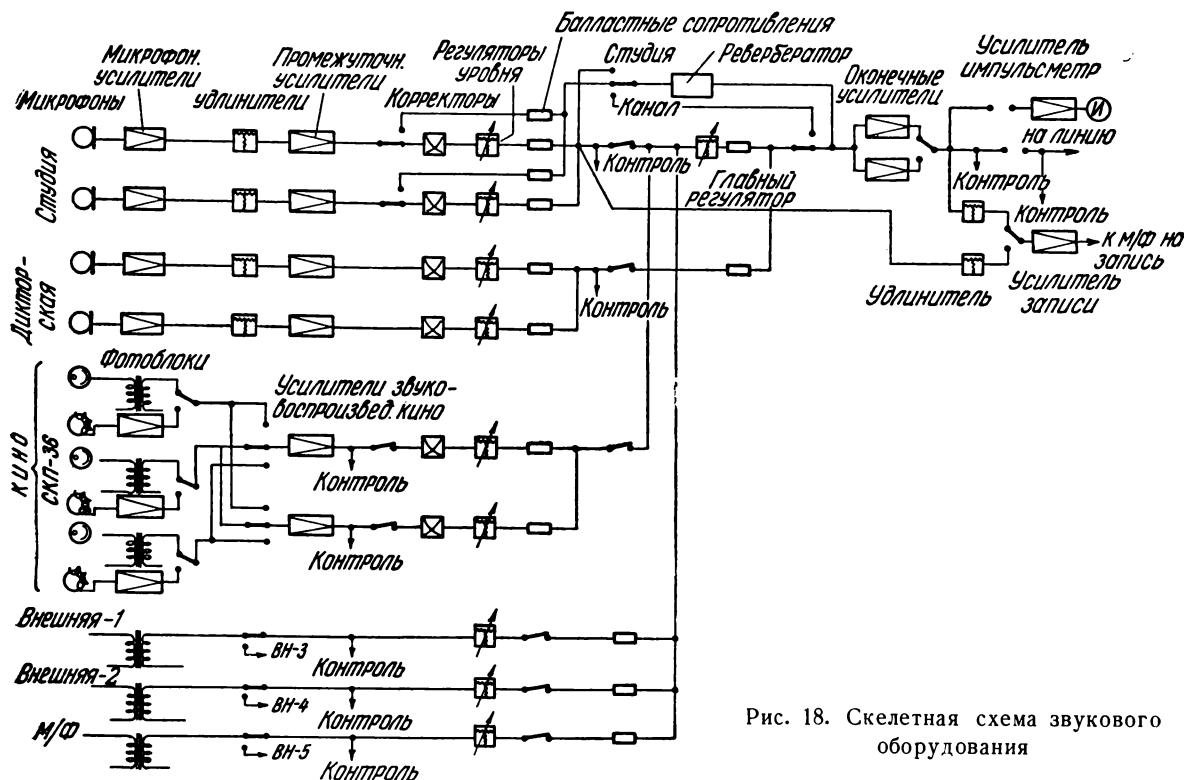 Балластные сопротивления
Микрофон.
усилители
Промежуточн.
усилители
Регуляторы
уровня
Студия
Ревербератор
Усилитель
импульсметр
Оконечные
усилители
Микрофоны
удлинители
Корректоры
Канал
И
на линию
Контроль
Контроль
Студия
Главный
регулятор
Контроль
к М/Ф на
запись
Диктор-
ская
Контроль
Удлинитель
Усилитель
записи
Фотоблоки
Усилители звуко-
воспроизвед. кино
КИНО
СКП-36
Контроль
Контроль
Внешняя-1
ВН-3
Контроль
Внешняя-2
ВН-4
Контроль
М/Ф
ВН-5
Контроль
Рис. 18. Скелетная схема звукового
оборудования